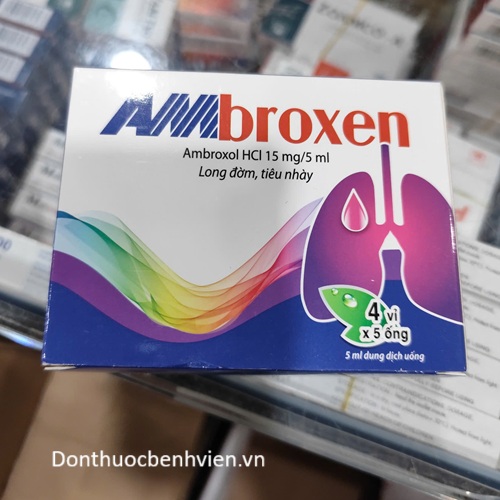 AMbroxen
Ambroxol HCl 15 mg/5 ml
Long đờm, tiêu nhày
4 vỉ
x 5 ống
5 ml dung dịch uống
Donthuocbenhvien.vn